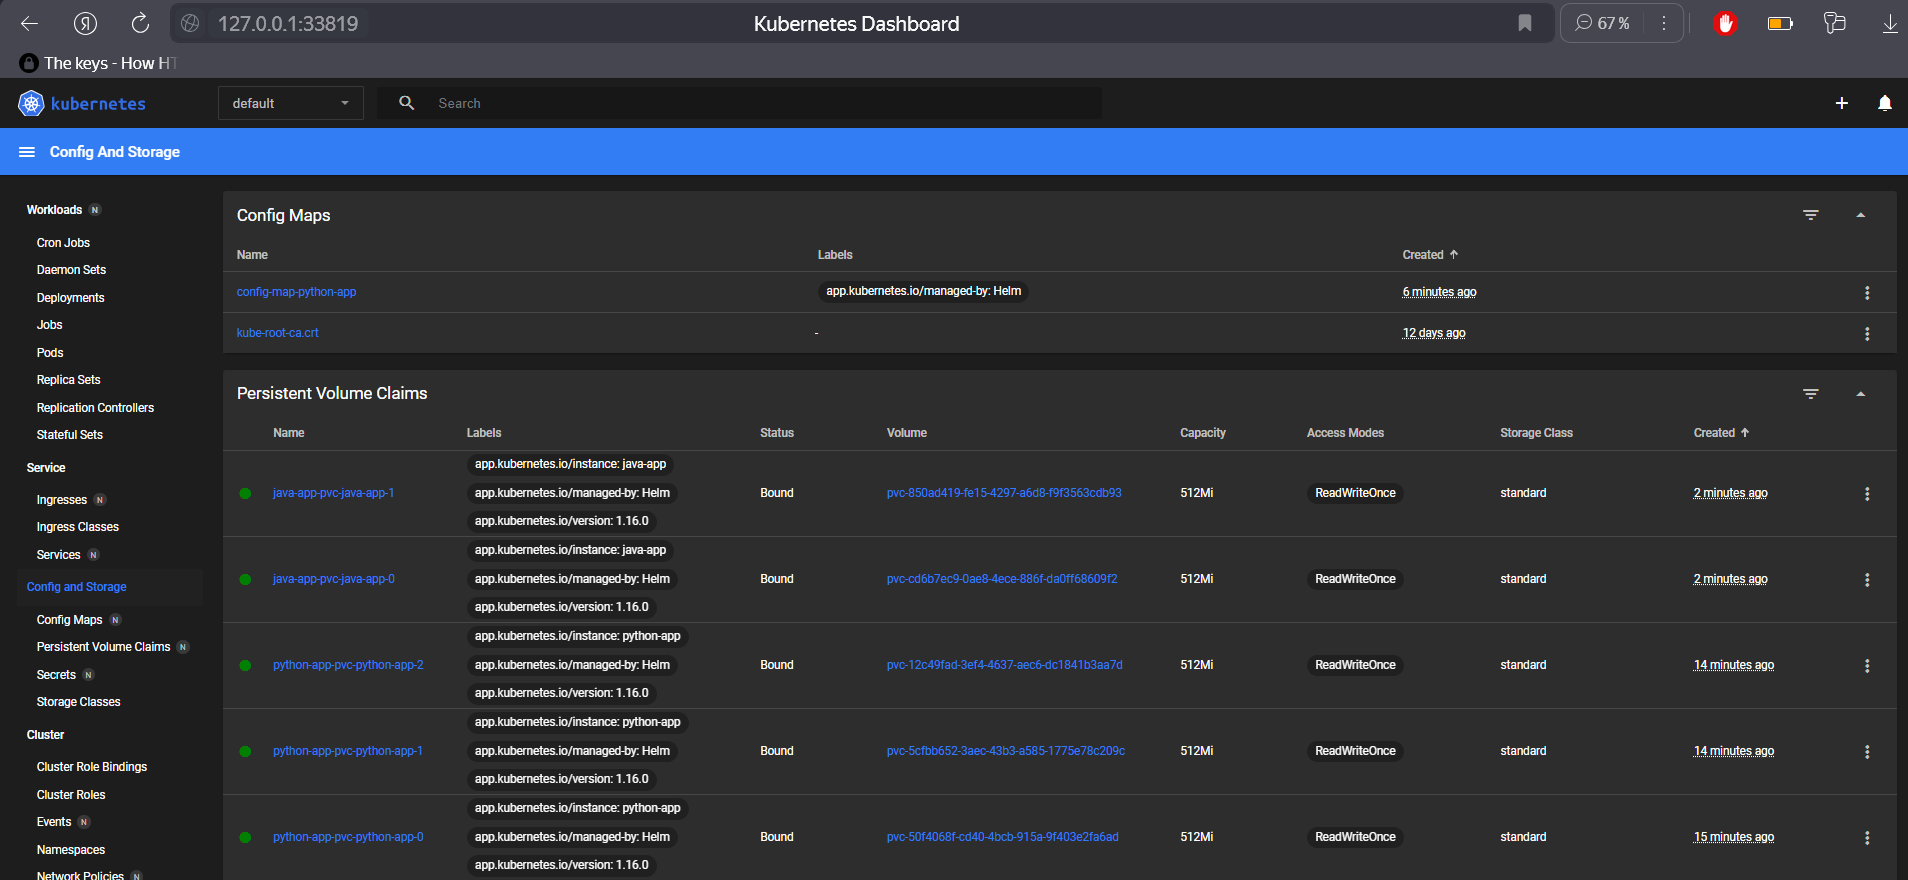 Я 127.0.0.1:33819 Kubernetes Dashboard 67 %
The keys - How HT
kubernetes default Search
Config And Storage
Workloads N
Cron Jobs
Daemon Sets
Deployments
Jobs
Pods
Replica Sets
Replication Controllers
Stateful Sets
Service
Ingresses N
Ingress Classes
Services N
Config and Storage
Config Maps N
Persistent Volume Claims N
Secrets N
Storage Classes
Cluster
Cluster Role Bindings
Cluster Roles
Events N
Namespaces
Network Policies N
Config Maps
Name Labels Created
config-map-python-app app.kubernetes.io/managed-by: Helm 6 minutes ago
kube-root-ca.crt - 12 days ago
Persistent Volume Claims
Name Labels Status Volume Capacity Access Modes Storage Class Created
app.kubernetes.io/instance: java-app
java-app-pvc-java-app-1 app.kubernetes.io/managed-by: Helm Bound pvc-850ad419-fe15-4297-a6d8-f9f3563cdb93 512Mi ReadWriteOnce standard 2 minutes ago
app.kubernetes.io/version: 1.16.0
app.kubernetes.io/instance: java-app
java-app-pvc-java-app-0 app.kubernetes.io/managed-by: Helm Bound pvc-cd6b7ec9-0ae8-4ece-886f-da0ff68609f2 512Mi ReadWriteOnce standard 2 minutes ago
app.kubernetes.io/version: 1.16.0
app.kubernetes.io/instance: python-app
python-app-pvc-python-app-2 app.kubernetes.io/managed-by: Helm Bound pvc-12c49fad-3ef4-4637-aec6-dc1841b3aa7d 512Mi ReadWriteOnce standard 14 minutes ago
app.kubernetes.io/version: 1.16.0
app.kubernetes.io/instance: python-app
python-app-pvc-python-app-1 app.kubernetes.io/managed-by: Helm Bound pvc-5cfbb652-3aec-43b3-a585-1775e78c209c 512Mi ReadWriteOnce standard 14 minutes ago
app.kubernetes.io/version: 1.16.0
app.kubernetes.io/instance: python-app
python-app-pvc-python-app-0 app.kubernetes.io/managed-by: Helm Bound pvc-50f4068f-cd40-4bcb-915a-9f403e2fa6ad 512Mi ReadWriteOnce standard 15 minutes ago
app.kubernetes.io/version: 1.16.0